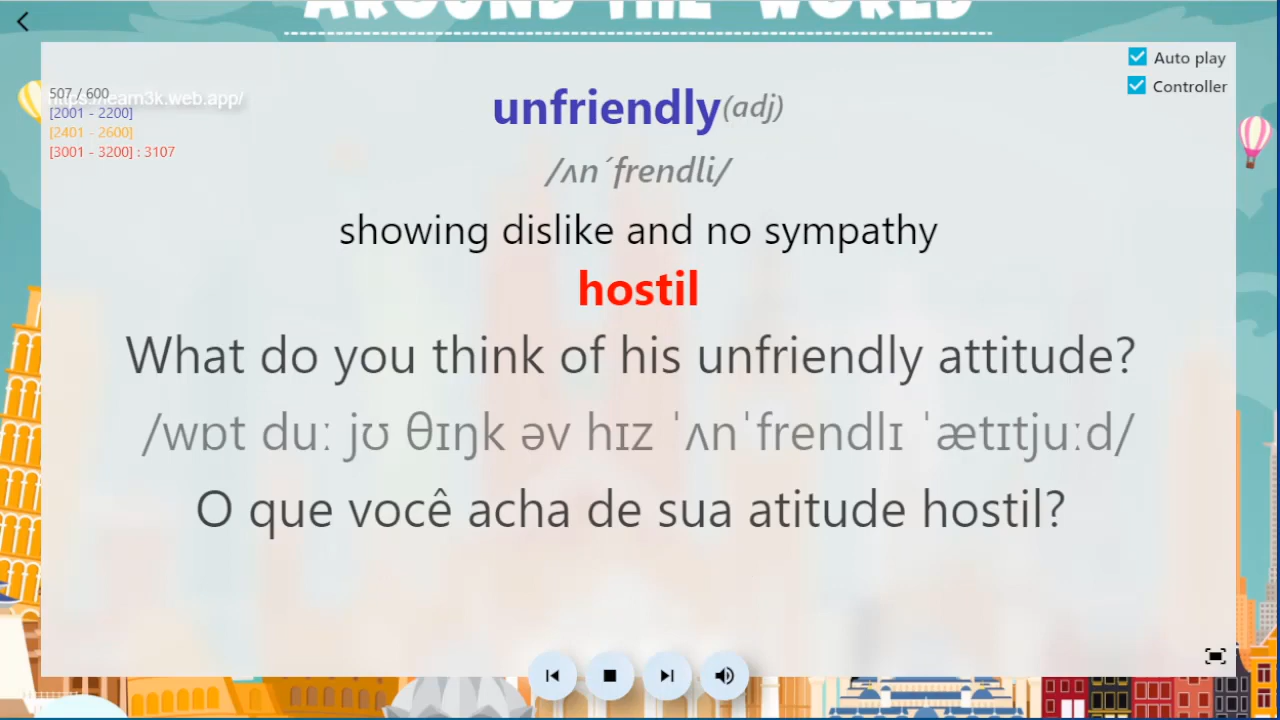 AROUND THE WORLD
Auto play
Controller
507 / 600
https://learn3k.web.app/
[2001 - 2200]
[2401 - 2600]
[3001 - 3200] : 3107
unfriendly(adj)
/ʌn´frendli/
showing dislike and no sympathy
hostil
What do you think of his unfriendly attitude?
/wɒt duː jʊ θɪŋk əv hɪz ˈʌnˈfrendlɪ ˈætɪtjuːd/
O que você acha de sua atitude hostil?